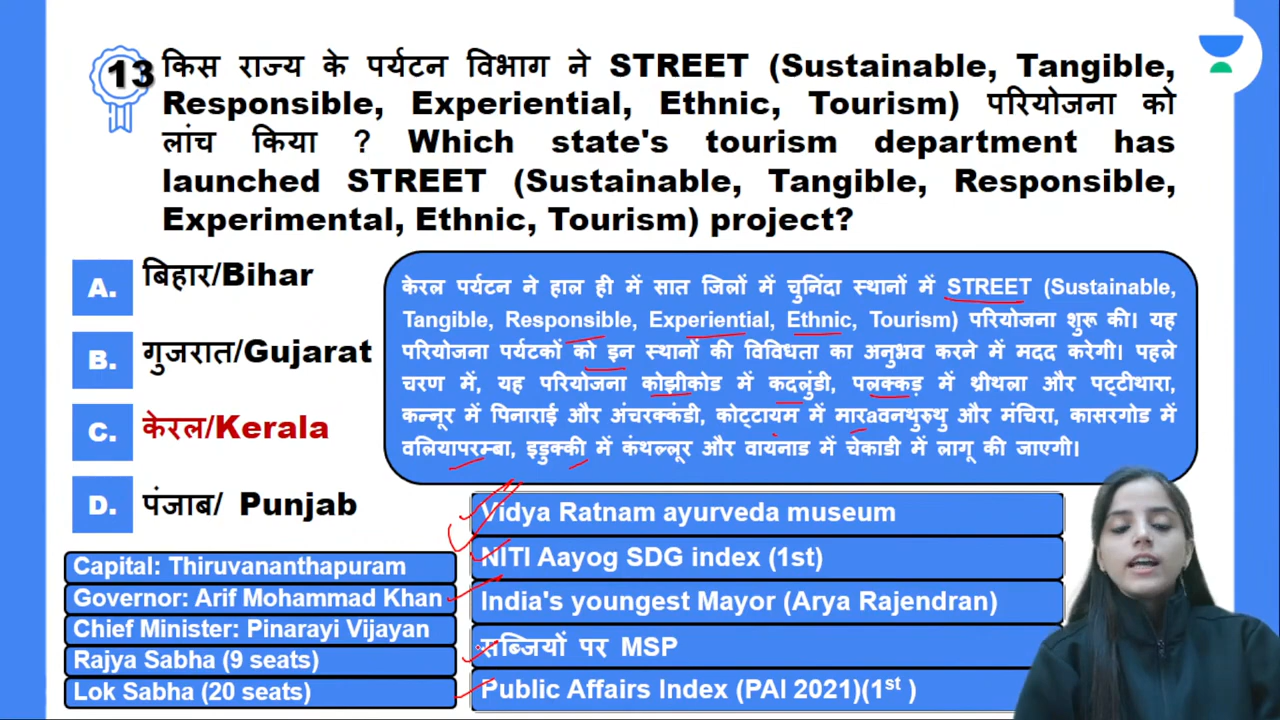 13
किस राज्य के पर्यटन विभाग ने STREET (Sustainable, Tangible,
Responsible, Experiential, Ethnic, Tourism) परियोजना को
लांच किया ? Which state's tourism department has
launched STREET (Sustainable, Tangible, Responsible,
Experimental, Ethnic, Tourism) project?
A. बिहार/Bihar
B. गुजरात/Gujarat
C. केरल/Kerala
D. पंजाब/ Punjab
केरल पर्यटन ने हाल ही में सात जिलों में चुनिंदा स्थानों में STREET (Sustainable,
Tangible, Responsible, Experiential, Ethnic, Tourism) परियोजना शुरू की। यह
परियोजना पर्यटकों को इन स्थानों की विविधता का अनुभव करने में मदद करेगी। पहले
चरण में, यह परियोजना कोझीकोड में कदलुंडी, पलक्कड़ में थ्रीथला और पट्टीथारा,
कन्नूर में पिनाराई और अंचरक्कंडी, कोट्टायम में मारaवनथुरुथु और मंचिरा, कासरगोड में
वलियापरम्बा, इडुक्की में कंथल्लूर और वायनाड में चेकाडी में लागू की जाएगी।
Capital: Thiruvananthapuram
Governor: Arif Mohammad Khan
Chief Minister: Pinarayi Vijayan
Rajya Sabha (9 seats)
Lok Sabha (20 seats)
Vidya Ratnam ayurveda museum
NITI Aayog SDG index (1st)
India's youngest Mayor (Arya Rajendran)
सब्जियों पर MSP
Public Affairs Index (PAI 2021)(1st )